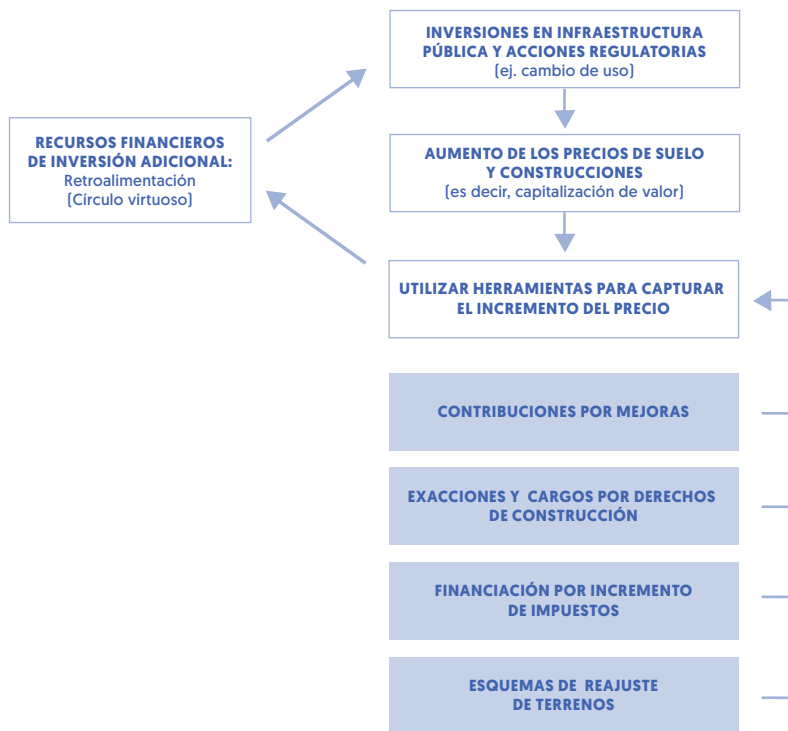 INVERSIONES EN INFRAESTRUCTURA
PÚBLICA Y ACCIONES REGULATORIAS
(ej. cambio de uso)
RECURSOS FINANCIEROS
DE INVERSIÓN ADICIONAL:
Retroalimentación
(Círculo virtuoso)
AUMENTO DE LOS PRECIOS DE SUELO
Y CONSTRUCCIONES
(es decir, capitalización de valor)
UTILIZAR HERRAMIENTAS PARA CAPTURAR
EL INCREMENTO DEL PRECIO
CONTRIBUCIONES POR MEJORAS
EXACCIONES Y CARGOS POR DERECHOS
DE CONSTRUCCIÓN
FINANCIACIÓN POR INCREMENTO
DE IMPUESTOS
ESQUEMAS DE REAJUSTE
DE TERRENOS